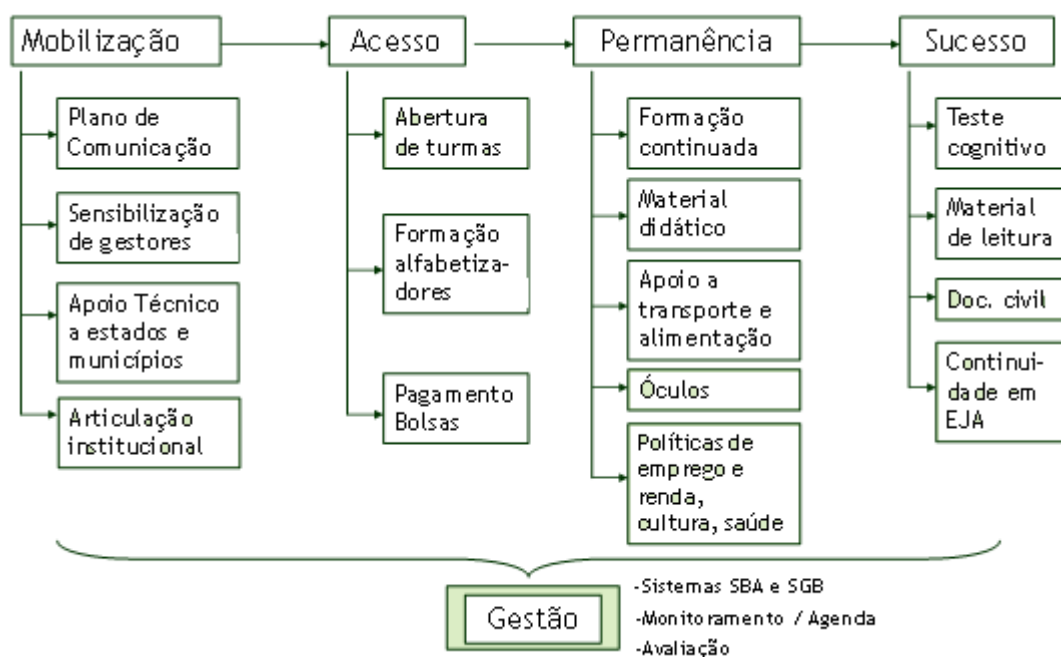 Mobilização
Acesso
Permanência
Sucesso
Plano de
Comunicação
Sensibilização
de gestores
Apoio Técnico
a estados e
municípios
Articulação
institucional
Abertura
de turmas
Formação
alfabetiza-
dores
Pagamento
Bolsas
Formação
continuada
Material
didático
Apoio a
transporte e
alimentação
Óculos
Políticas de
emprego e
renda,
cultura, saúde
Teste
cognitivo
Material
de leitura
Doc. civil
Continui-
dade em
EJA
Gestão
-Sistemas SBA e SGB
-Monitoramento / Agenda
-Avaliação